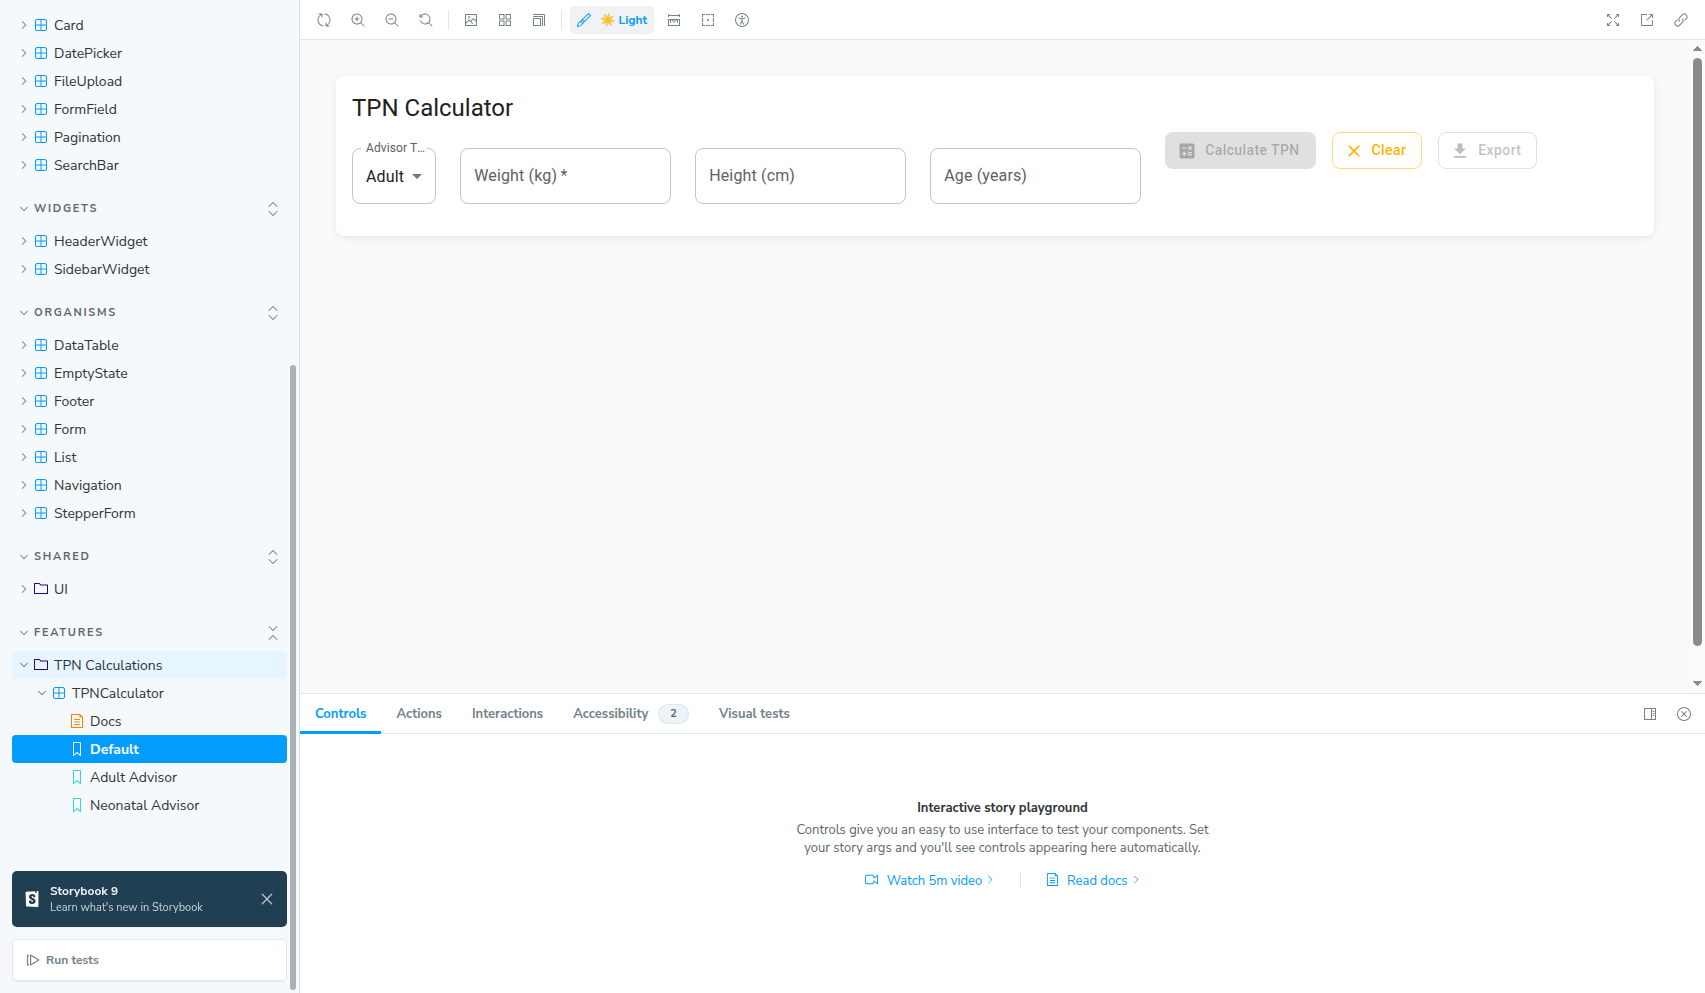 Card
DatePicker
FileUpload
FormField
Pagination
SearchBar
WIDGETS
HeaderWidget
SidebarWidget
ORGANISMS
DataTable
EmptyState
Footer
Form
List
Navigation
StepperForm
SHARED
UI
FEATURES
TPN Calculations
TPNCalculator
Docs
Default
Adult Advisor
Neonatal Advisor
Storybook 9
Learn what's new in Storybook
Run tests
Light
TPN Calculator
Advisor T...
Adult
Weight (kg) *
Height (cm)
Age (years)
Calculate TPN
Clear
Export
Controls
Actions
Interactions
Accessibility 2
Visual tests
Interactive story playground
Controls give you an easy to use interface to test your components. Set
your story args and you'll see controls appearing here automatically.
Watch 5m video
Read docs